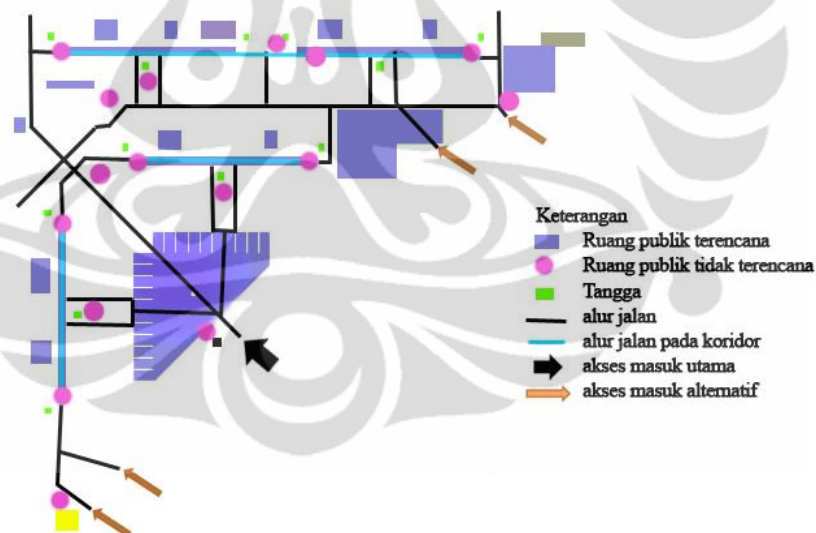 Keterangan
Ruang publik terencana
Ruang publik tidak terencana
Tangga
alur jalan
alur jalan pada koridor
akses masuk utama
akses masuk alternatif